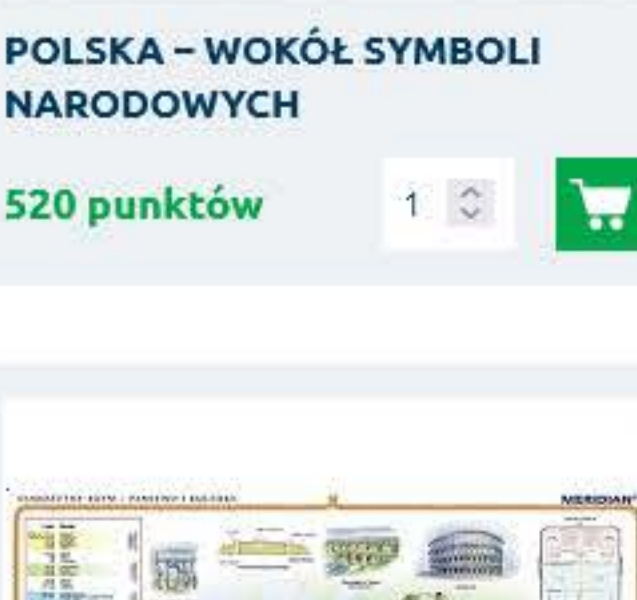 POLSKA – WOKÓŁ SYMBOLI
NARODOWYCH
520 punktów
1
MERIDIAN